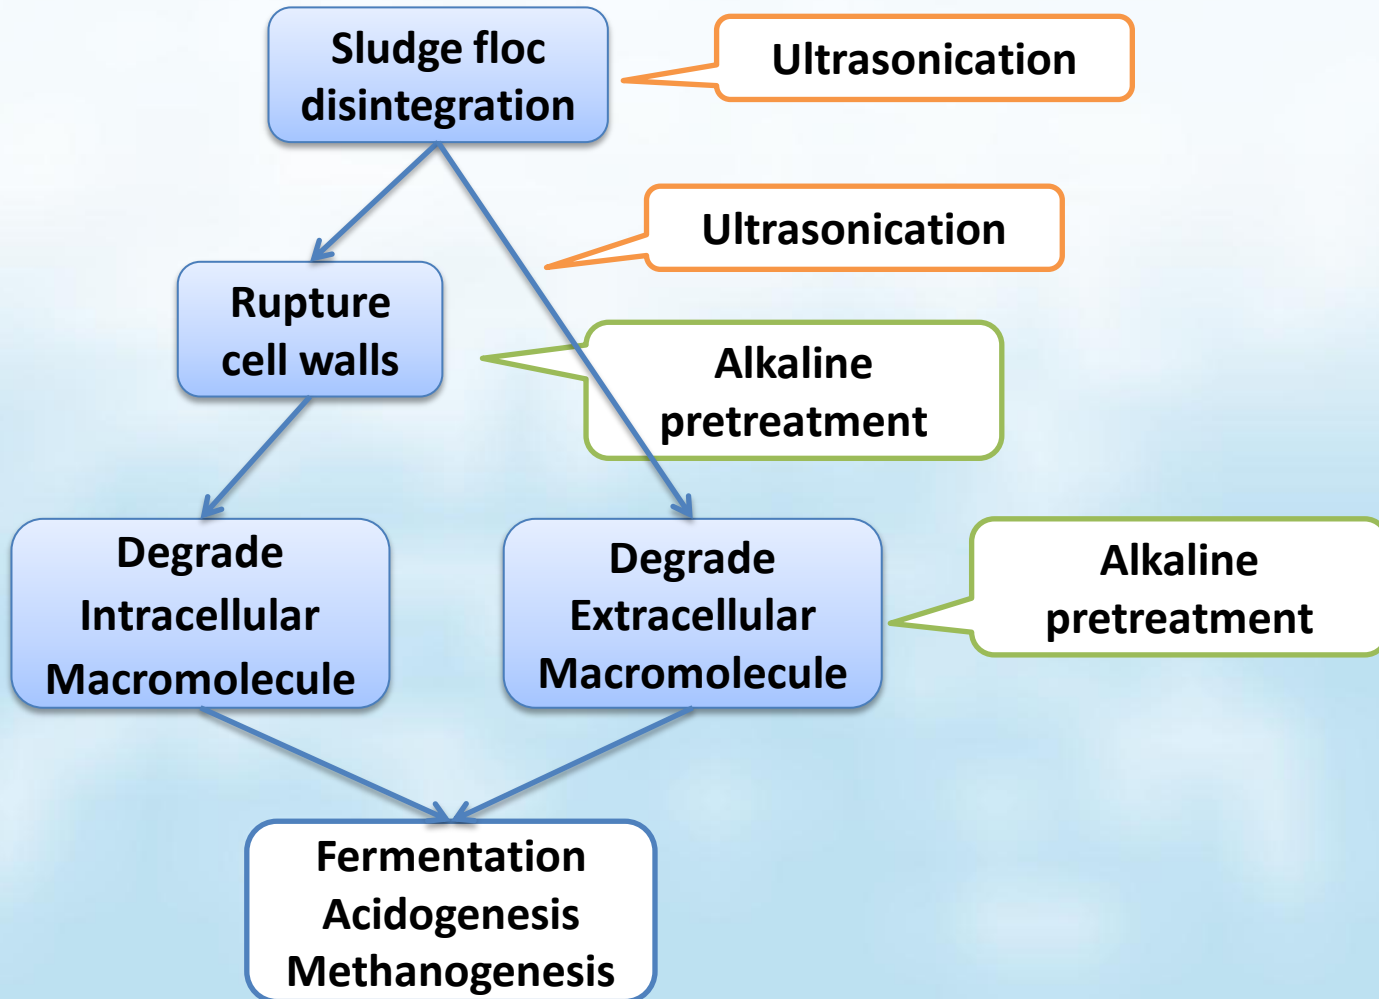 Sludge floc
disintegration
Ultrasonication
Ultrasonication
Rupture
cell walls
Alkaline
pretreatment
Degrade
Intracellular
Macromolecule
Degrade
Extracellular
Macromolecule
Alkaline
pretreatment
Fermentation
Acidogenesis
Methanogenesis